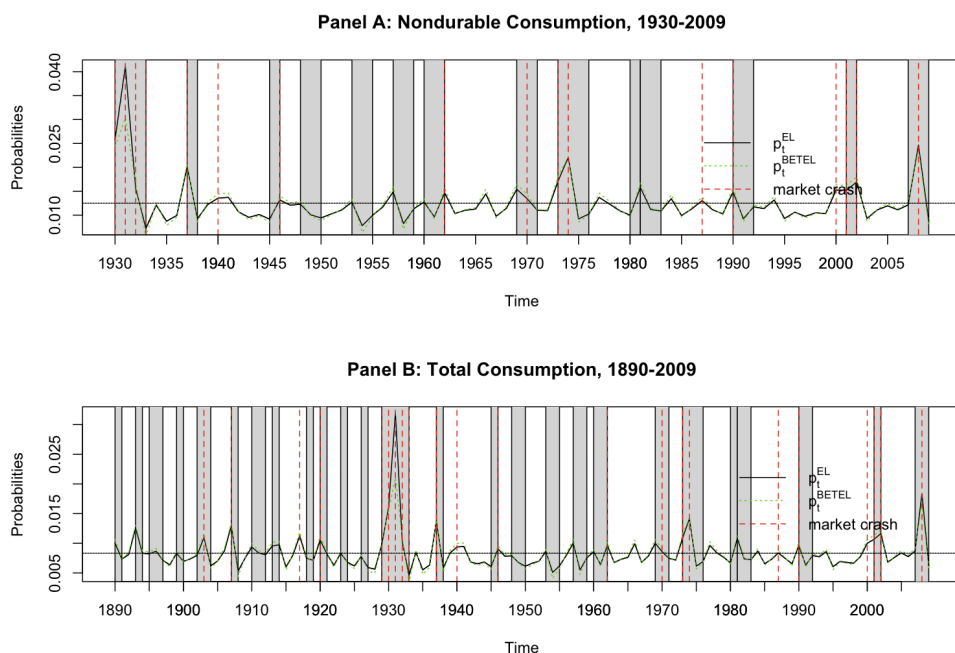 Panel A: Nondurable Consumption, 1930-2009
Probabilities
0.040
0.025
0.010
p_t^EL
p_t^BETEL
market crash
1930 1935 1940 1945 1950 1955 1960 1965 1970 1975 1980 1985 1990 1995 2000 2005
Time
Panel B: Total Consumption, 1890-2009
Probabilities
0.025
0.015
0.005
p_t^EL
p_t^BETEL
market crash
1890 1900 1910 1920 1930 1940 1950 1960 1970 1980 1990 2000
Time